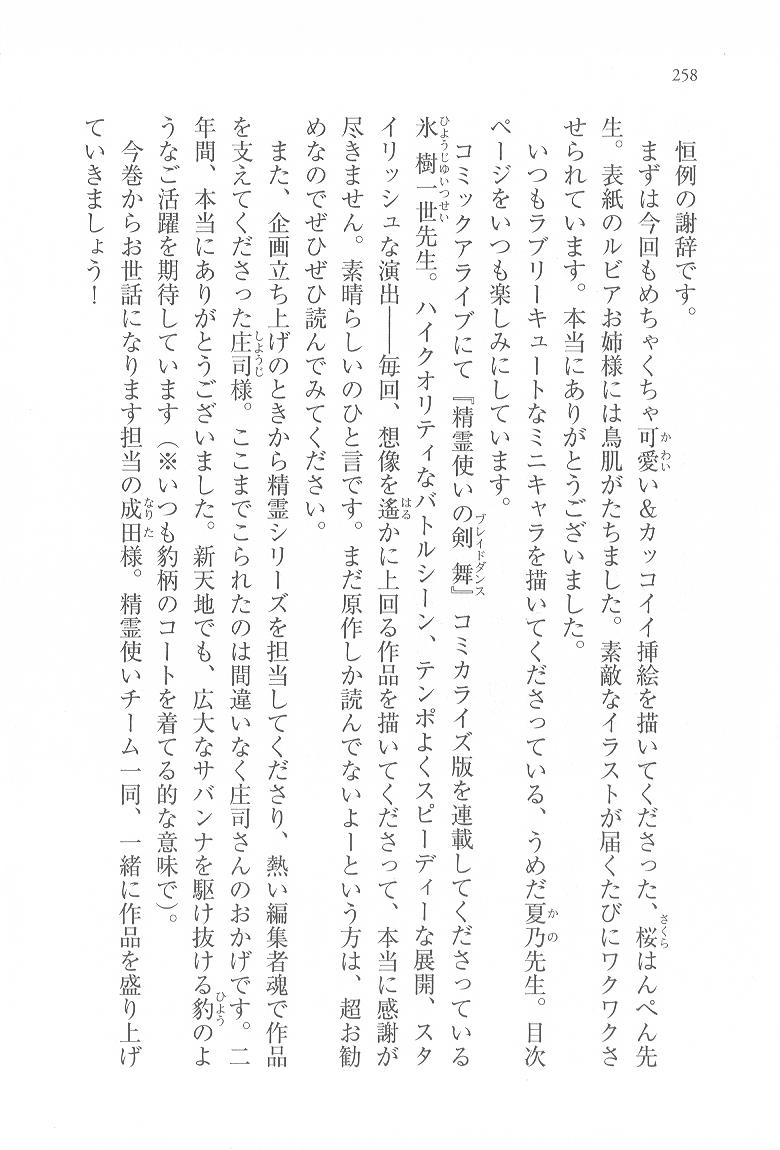 258
恒例の謝辞です。
まずは今回もめちゃくちゃ可愛い&カッコイイ挿絵を描いてくださった、桜はんぺん先
生。表紙のルビアお姉様には鳥肌がたちました。素敵なイラストが届くたびにワクワクさ
せられています。本当にありがとうございました。
いつもラブリーキュートなミニキャラを描いてくださっている、うめだ夏乃先生。目次
ページをいつも楽しみにしています。
コミックアライブにて『精霊使いの剣舞』コミカライズ版を連載してくださっている
氷樹一世先生。ハイクオリティなバトルシーン、テンポよくスピーディーな展開、スタ
イリッシュな演出――毎回、想像を遙かに上回る作品を描いてくださって、本当に感謝が
尽きません。素晴らしいのひと言です。まだ原作しか読んでないよーという方は、超お勧
めなのでぜひぜひ読んでみてください。
また、企画立ち上げのときから精霊シリーズを担当してくださり、熱い編集者魂で作品
を支えてくださった庄司様。ここまでこられたのは間違いなく庄司さんのおかげです。二
年間、本当にありがとうございました。新天地でも、広大なサバンナを駆け抜ける豹のよ
うなご活躍を期待しています(※いつも豹柄のコートを着てる的な意味で)。
今巻からお世話になります担当の成田様。精霊使いチーム一同、一緒に作品を盛り上げ
ていきましょう!